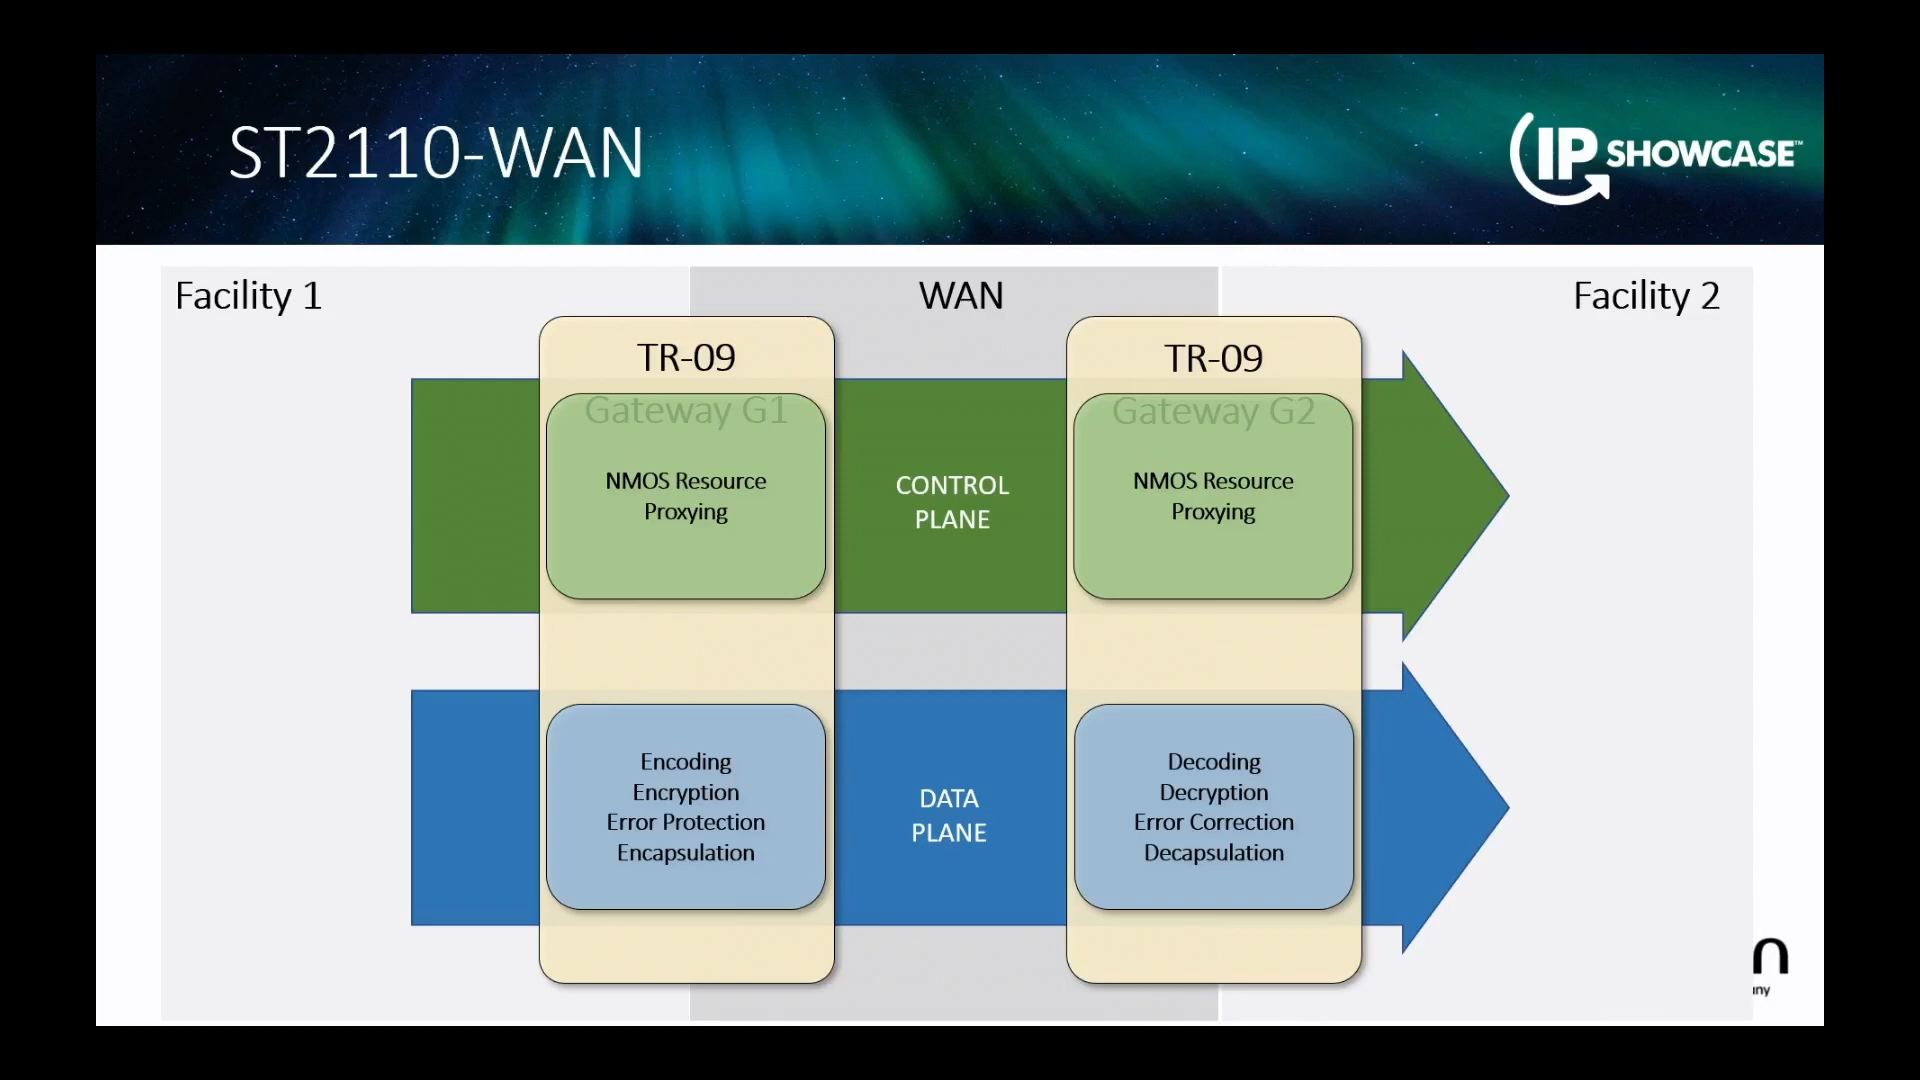 ST2110-WAN
IP SHOWCASE™
Facility 1
WAN
Facility 2
TR-09
Gateway G1
TR-09
Gateway G2
NMOS Resource
Proxying
CONTROL
PLANE
NMOS Resource
Proxying
Encoding
Encryption
Error Protection
Encapsulation
DATA
PLANE
Decoding
Decryption
Error Correction
Decapsulation